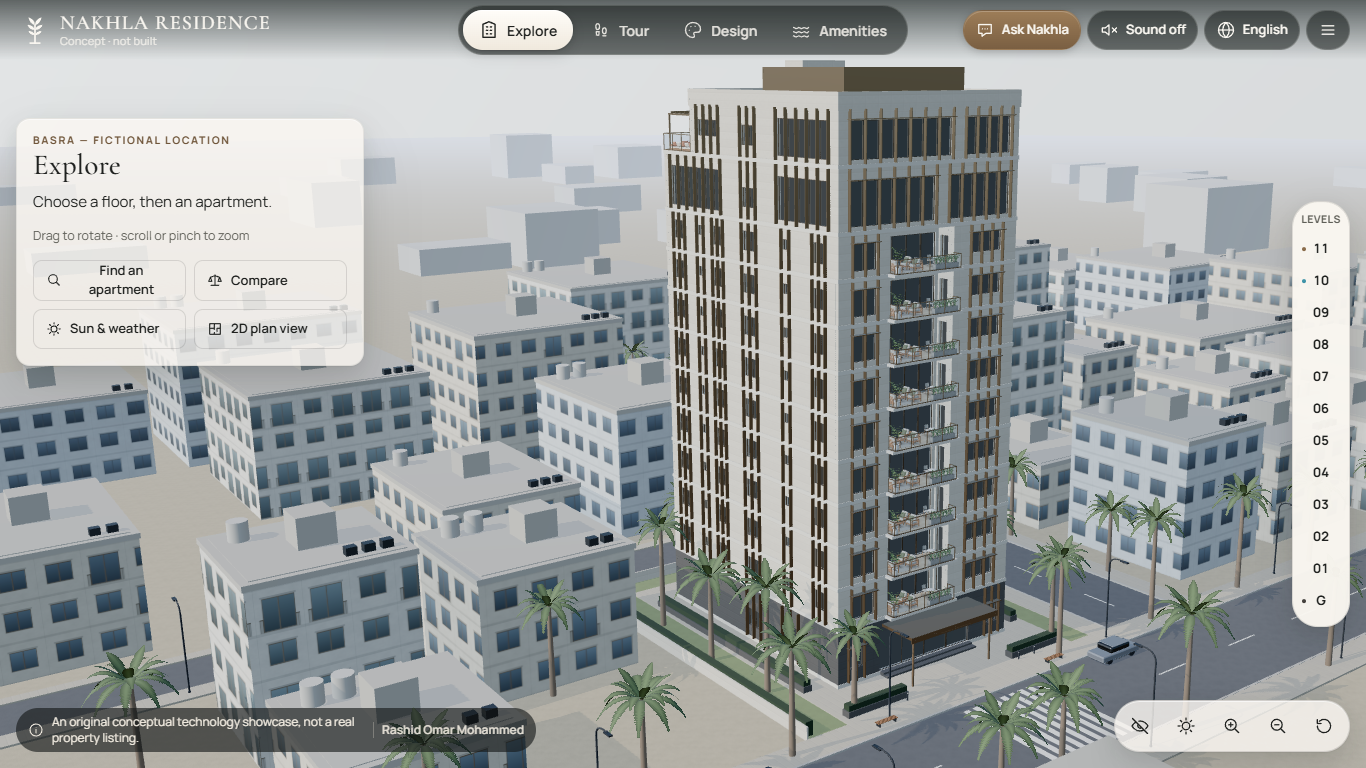 NAKHLA RESIDENCE
Concept · not built
Explore
Tour
Design
Amenities
Ask Nakhla
Sound off
English
BASRA — FICTIONAL LOCATION
Explore
Choose a floor, then an apartment.
Drag to rotate · scroll or pinch to zoom
Find an
apartment
Compare
Sun & weather
2D plan view
LEVELS
11
10
09
08
07
06
05
04
03
02
01
G
An original conceptual technology showcase, not a real
property listing.
Rashid Omar Mohammed